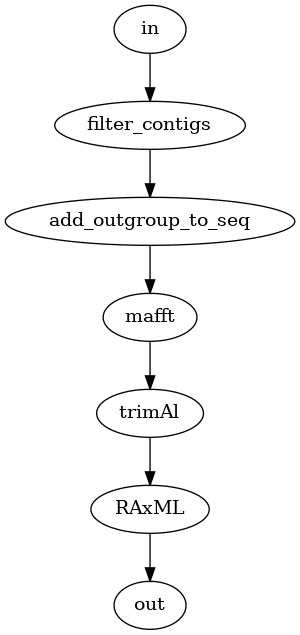 in
filter_contigs
add_outgroup_to_seq
mafft
trimAl
RAxML
out